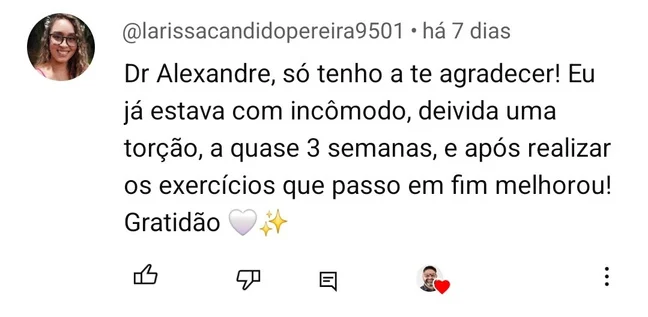 @larissacandidopereira9501 • há 7 dias
Dr Alexandre, só tenho a te agradecer! Eu
já estava com incômodo, deivida uma
torção, a quase 3 semanas, e após realizar
os exercícios que passo em fim melhorou!
Gratidão 🤍✨